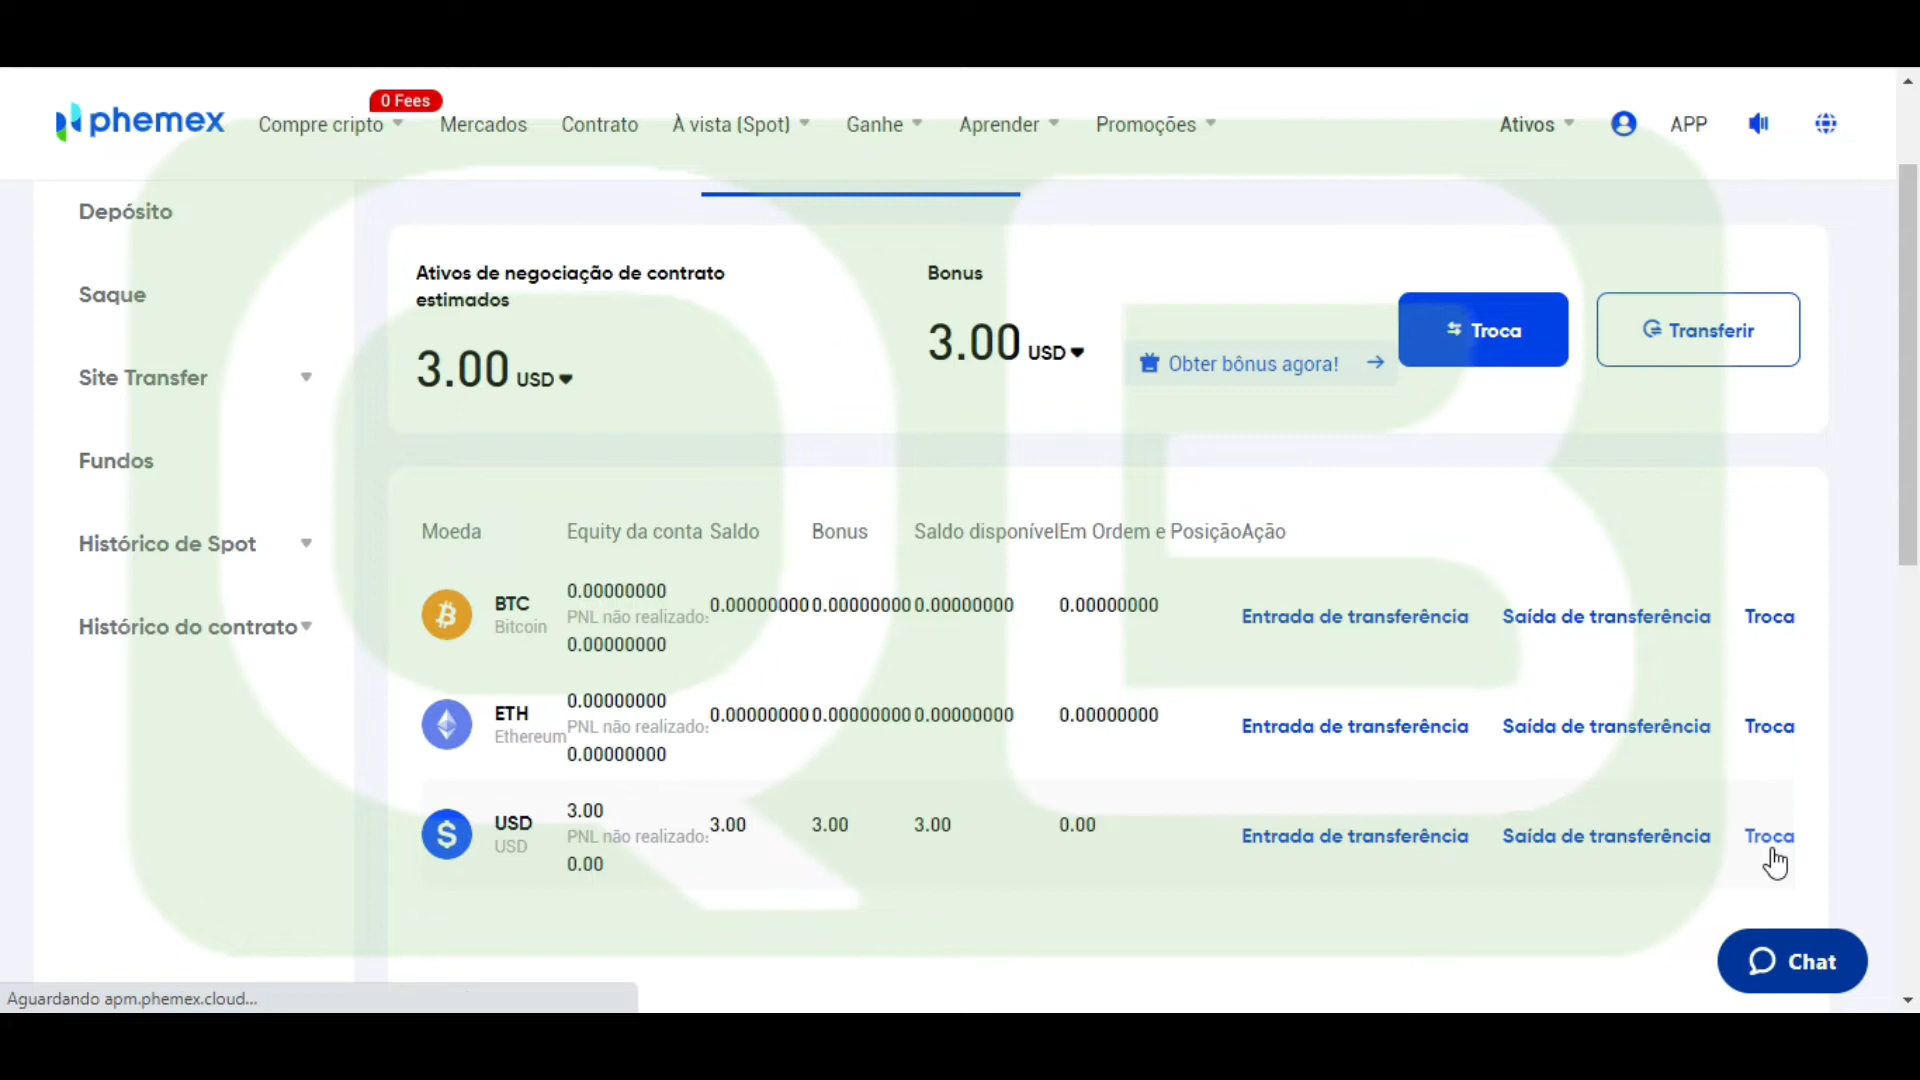 0 Fees
phemex
Compre cripto
Mercados
Contrato
À vista (Spot)
Ganhe
Aprender
Promoções
Ativos
APP
Depósito
Saque
Site Transfer
Fundos
Histórico de Spot
Histórico do contrato
Ativos de negociação de contrato
estimados
3.00 USD
Bonus
3.00 USD
Obter bônus agora!
Troca
Transferir
Moeda Equity da conta Saldo Bonus Saldo disponível Em Ordem e Posição Ação
BTC
Bitcoin
0.00000000
PNL não realizado:
0.00000000
0.00000000 0.00000000 0.00000000 0.00000000
Entrada de transferência Saída de transferência Troca
ETH
Ethereum
0.00000000
PNL não realizado:
0.00000000
0.00000000 0.00000000 0.00000000 0.00000000
Entrada de transferência Saída de transferência Troca
USD
USD
3.00
PNL não realizado:
0.00
3.00 3.00 3.00 0.00
Entrada de transferência Saída de transferência Troca
Chat
Aguardando apm.phemex.cloud...